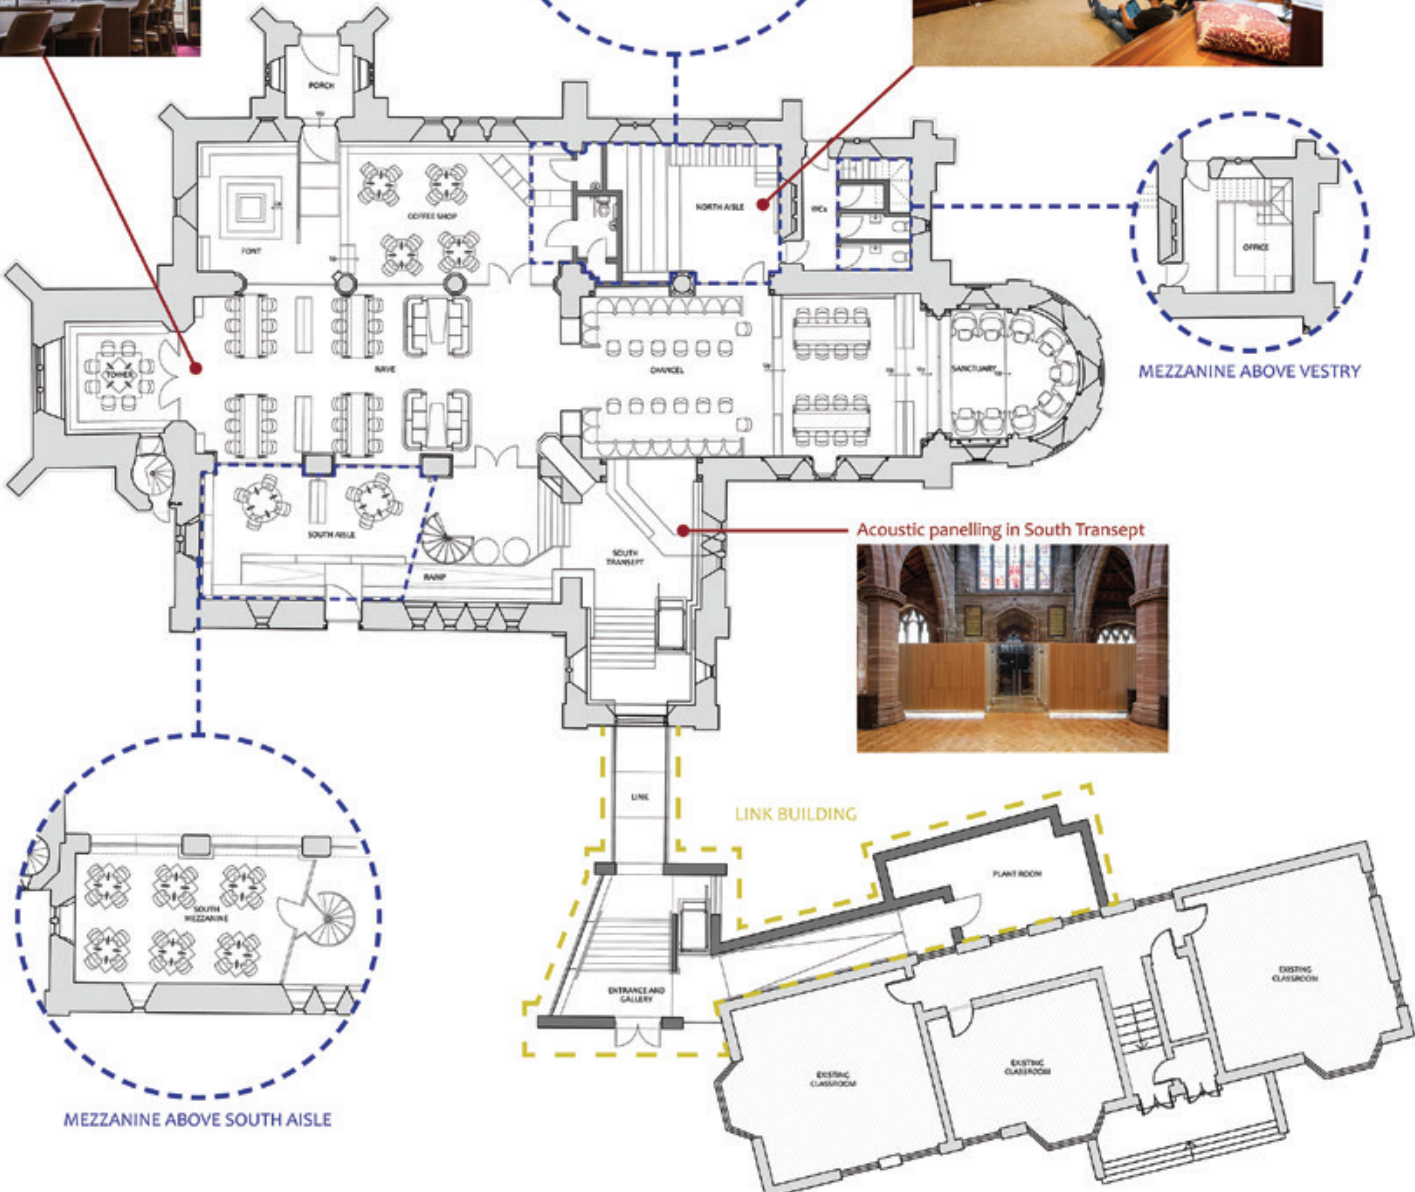 PORCH
COFFEE SHOP
FONT
NORTH AISLE
WCs
OFFICE
MEZZANINE ABOVE VESTRY
TOWER
NAVE
CHANCEL
SANCTUARY
SOUTH AISLE
RAMP
SOUTH
TRANSEPT
Acoustic panelling in South Transept
LINK
LINK BUILDING
PLANT ROOM
SOUTH
MEZZANINE
ENTRANCE AND
GALLERY
EXISTING
CLASSROOM
EXISTING
CLASSROOM
EXISTING
CLASSROOM
MEZZANINE ABOVE SOUTH AISLE